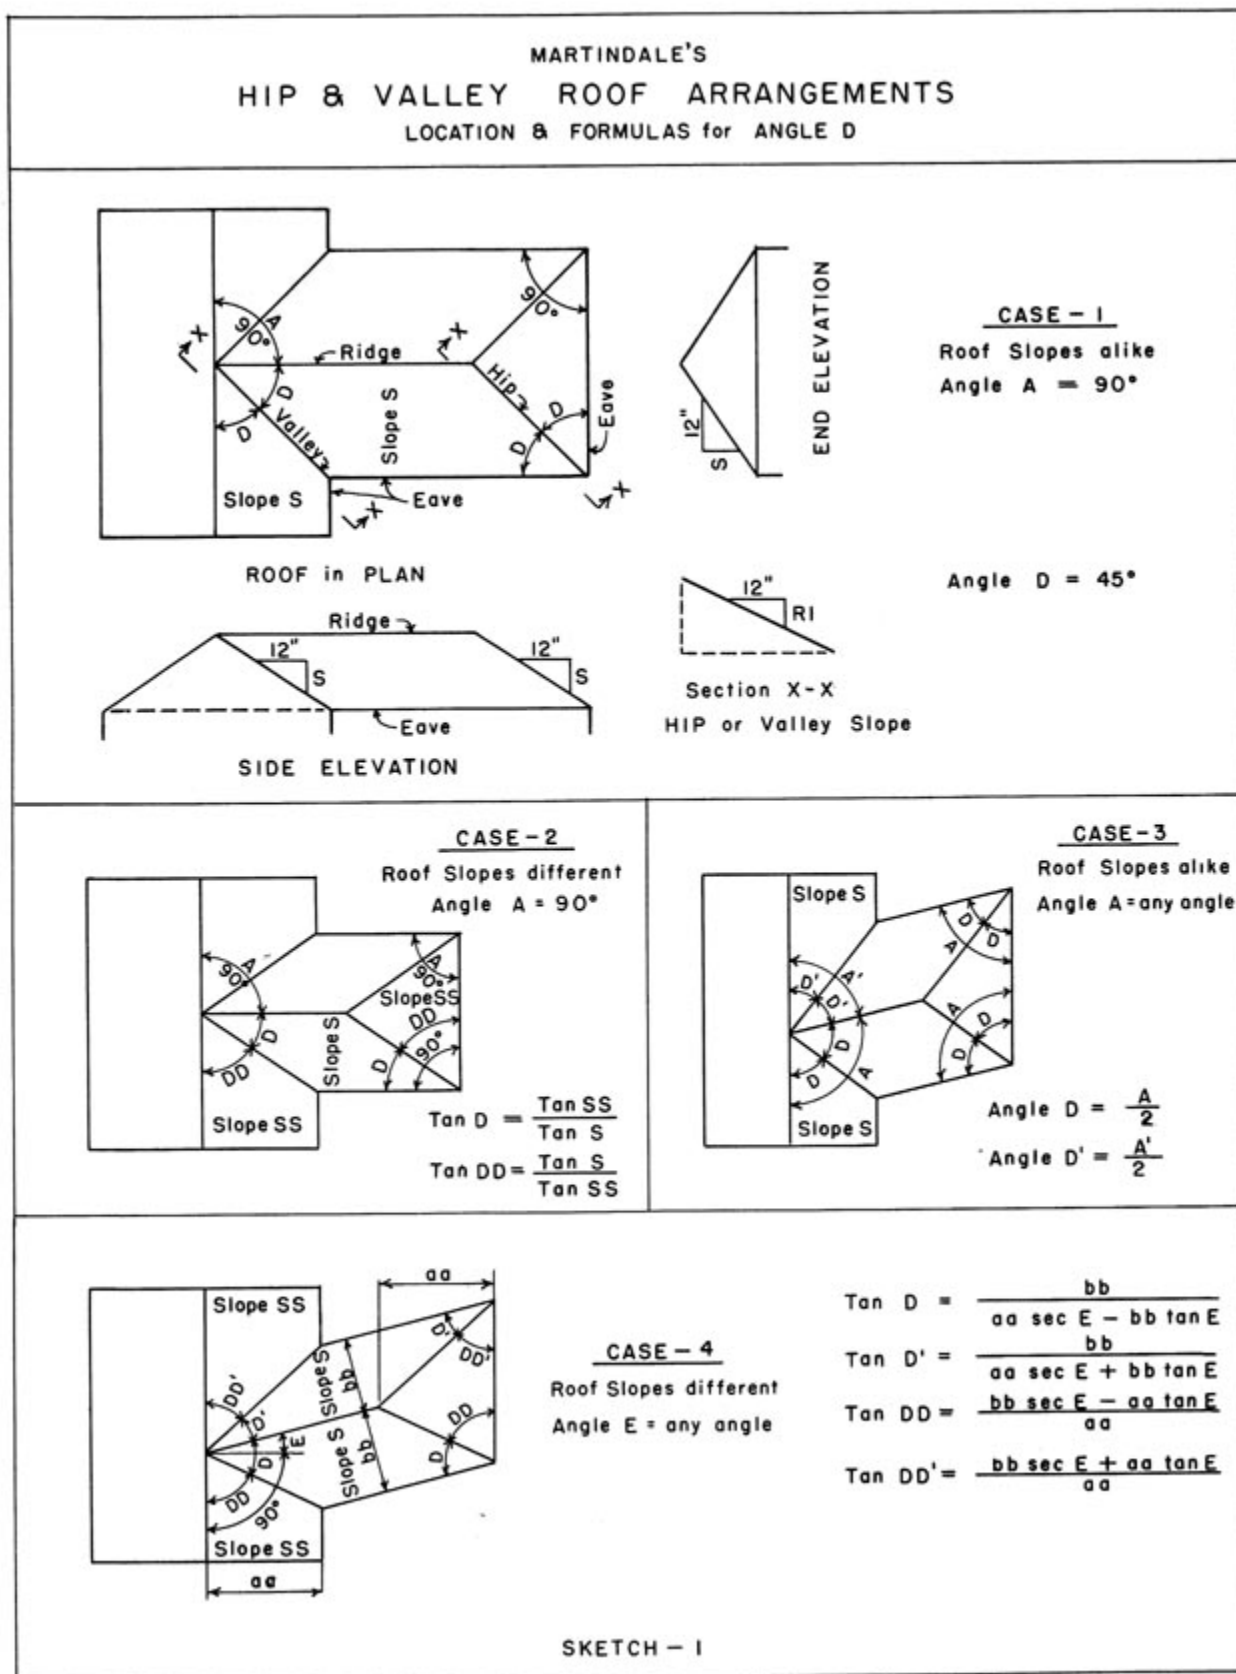 MARTINDALE'S
HIP & VALLEY ROOF ARRANGEMENTS
LOCATION & FORMULAS for ANGLE D
CASE - 1
Roof Slopes alike
Angle A = 90°
Angle D = 45°
A
90°
D
D
X
X
Ridge
Valley
Hip
Slope S
Slope S
90°
D
D
Eave
Eave
X
X
ROOF in PLAN
12"
S
END ELEVATION
Ridge
12"
S
12"
S
Eave
SIDE ELEVATION
12"
R1
Section X-X
HIP or Valley Slope
CASE - 2
Roof Slopes different
Angle A = 90°
A
90°
D
DD
A
90°
Slope SS
DD
Slope S
D
90°
Slope SS
Tan D = Tan SS
Tan S
Tan DD = Tan S
Tan SS
CASE-3
Roof Slopes alike
Angle A = any angle
Slope S
D
D
A
A'
D'
D'
A
D
D
A
D
D
Slope S
Angle D = A
2
Angle D' = A'
2
aa
Slope SS
Slope S
bb
D'
DD'
DD'
D'
E
D
DD
90°
Slope S
bb
DD
D
Slope SS
aa
CASE - 4
Roof Slopes different
Angle E = any angle
Tan D = bb
aa sec E - bb tan E
Tan D' = bb
aa sec E + bb tan E
Tan DD = bb sec E - aa tan E
aa
Tan DD' = bb sec E + aa tan E
aa
SKETCH - 1